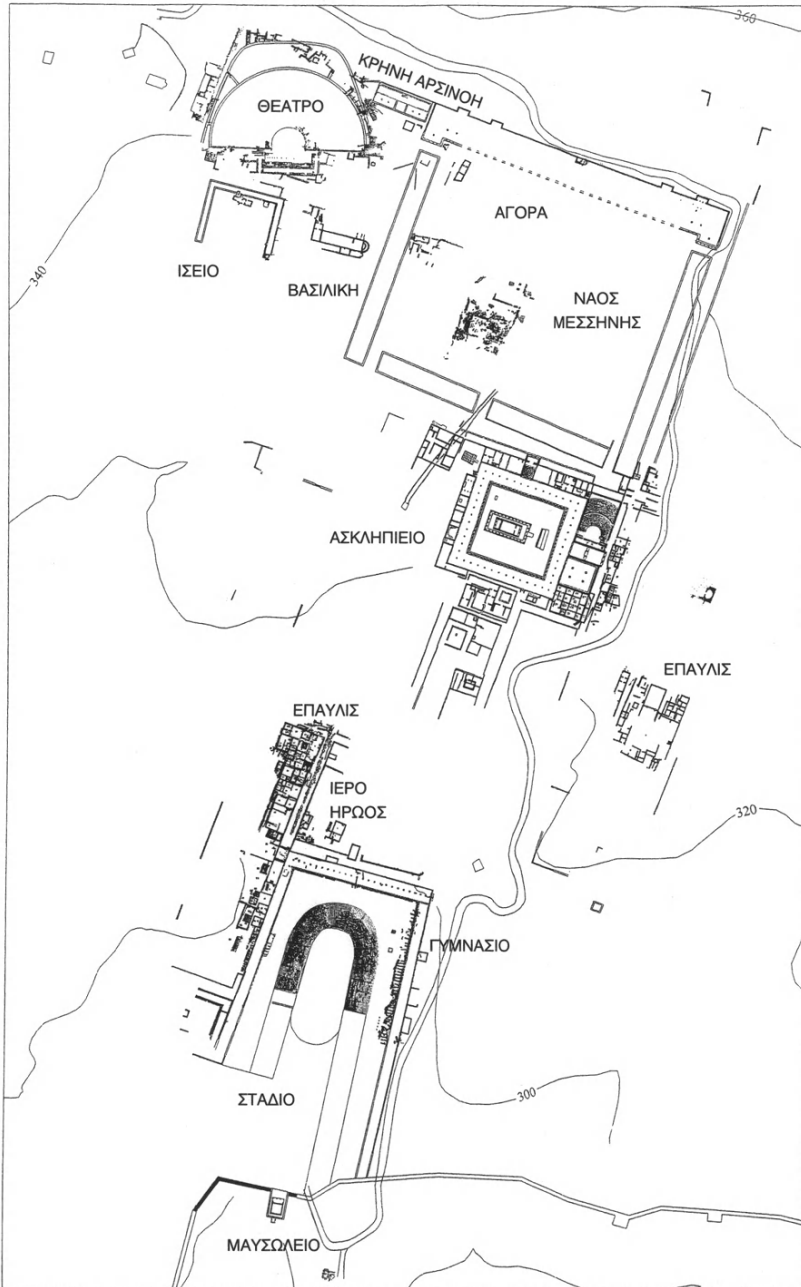 360
ΚΡΗΝΗ ΑΡΣΙΝΟΗ
ΘΕΑΤΡΟ
ΑΓΟΡΑ
340
ΙΣΕΙΟ
ΒΑΣΙΛΙΚΗ
ΝΑΟΣ
ΜΕΣΣΗΝΗΣ
ΑΣΚΛΗΠΙΕΙΟ
ΕΠΑΥΛΙΣ
ΕΠΑΥΛΙΣ
ΙΕΡΟ
ΗΡΩΟΣ
320
ΓΥΜΝΑΣΙΟ
ΣΤΑΔΙΟ
300
ΜΑΥΣΩΛΕΙΟ